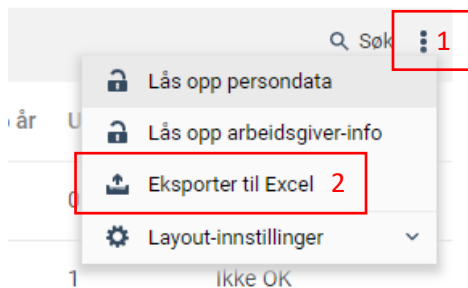 Søk 1
Lås opp persondata
år U
Lås opp arbeidsgiver-info
Eksporter til Excel 2
0
Layout-innstillinger
1 Ikke OK